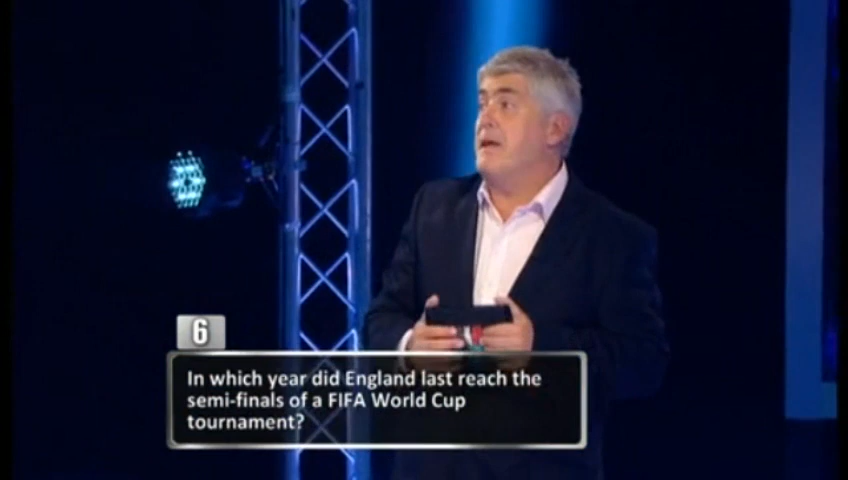 6
In which year did England last reach the
semi-finals of a FIFA World Cup
tournament?